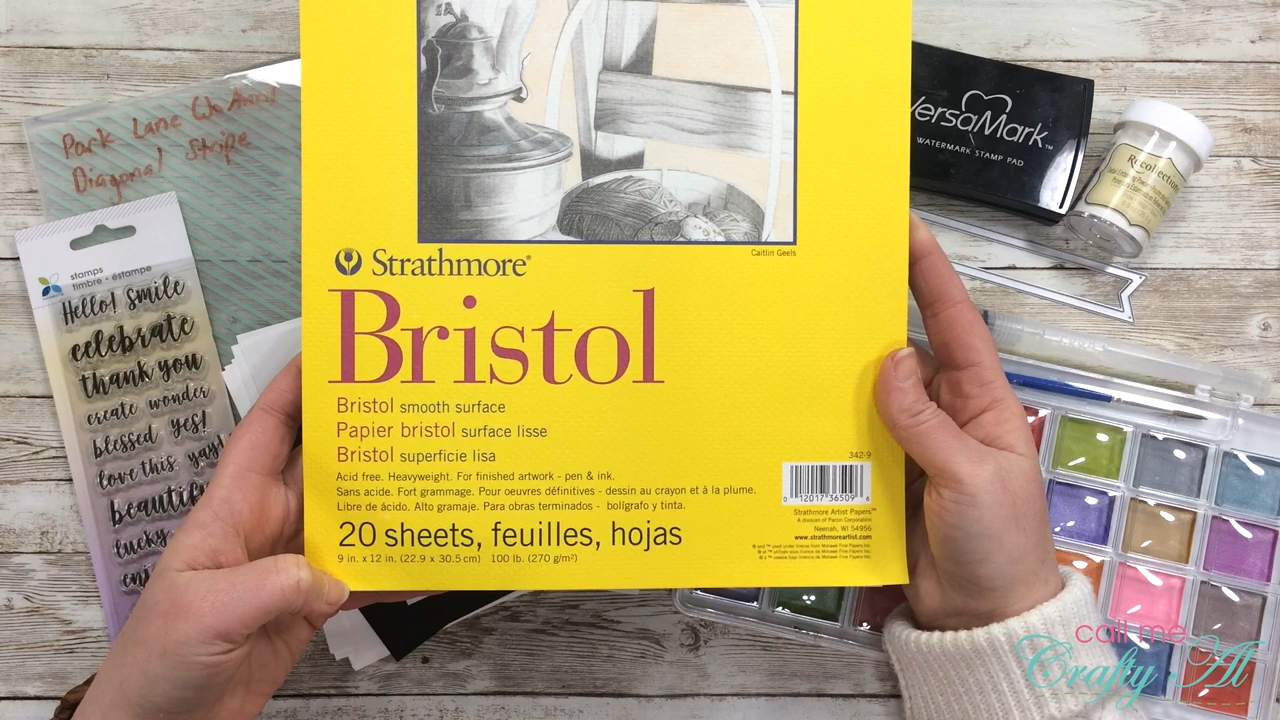 Park Lane
Diagonal Stripe
stamps
timbre · éstampe
Hello! Smile
celebrate
thank you
create wonder
blessed yes!
love this yay!
lucky
Caitlin Geels
Strathmore®
Bristol
Bristol smooth surface
Papier bristol surface lisse
Bristol superficie lisa
Acid free. Heavyweight. For finished artwork - pen & ink.
Sans acide. Fort grammage. Pour oeuvres définitives - dessin au crayon et à la plume.
Libre de ácido. Alto gramaje. Para obras terminados - bolígrafo y tinta.
20 sheets, feuilles, hojas
9 in. x 12 in. (22.9 x 30.5 cm) 100 lb. (270 g/m²)
342-9
0 12017 36509 6
Strathmore Artist Papers™
A division of Pacon Corporation
Neenah, WI 54956
www.strathmoreartist.com
ersaMark™
WATERMARK STAMP PAD
Recollections
call me
Crafty Al